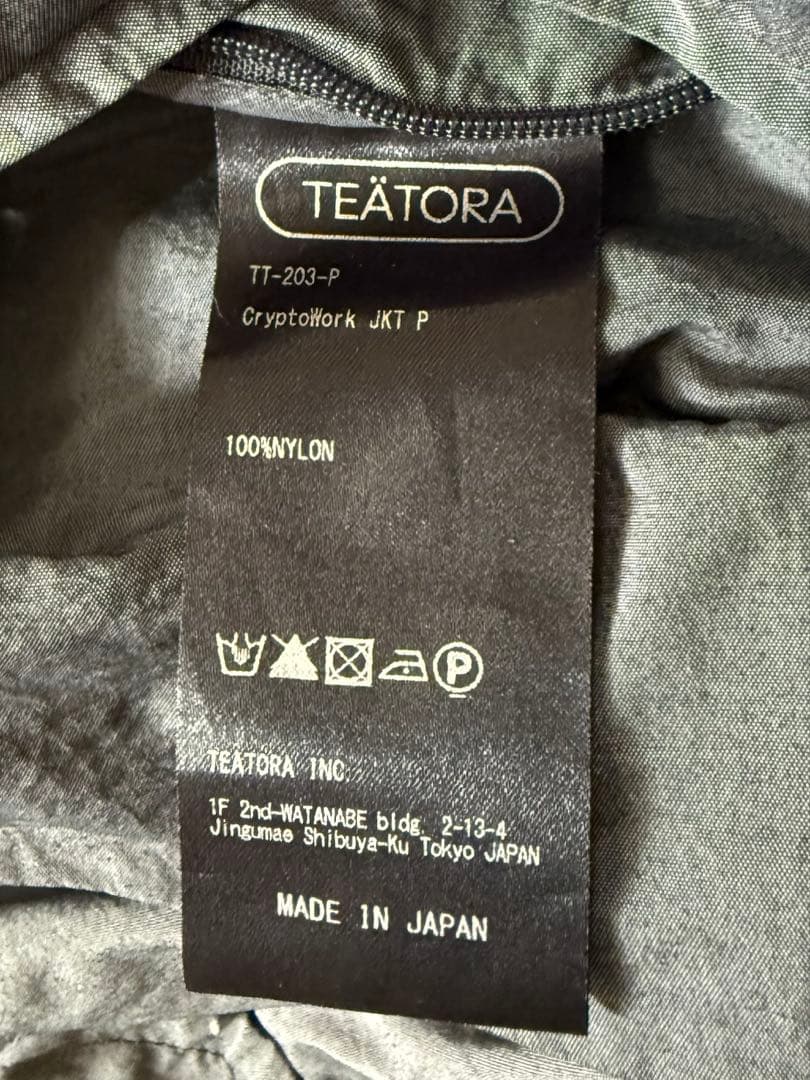 TEÄTORA
TT-203-P
CryptoWork JKT P
100%NYLON
P
TEÄTORA INC.
1F 2nd-WATANABE bldg. 2-13-4
Jingumae Shibuya-Ku Tokyo JAPAN
MADE IN JAPAN